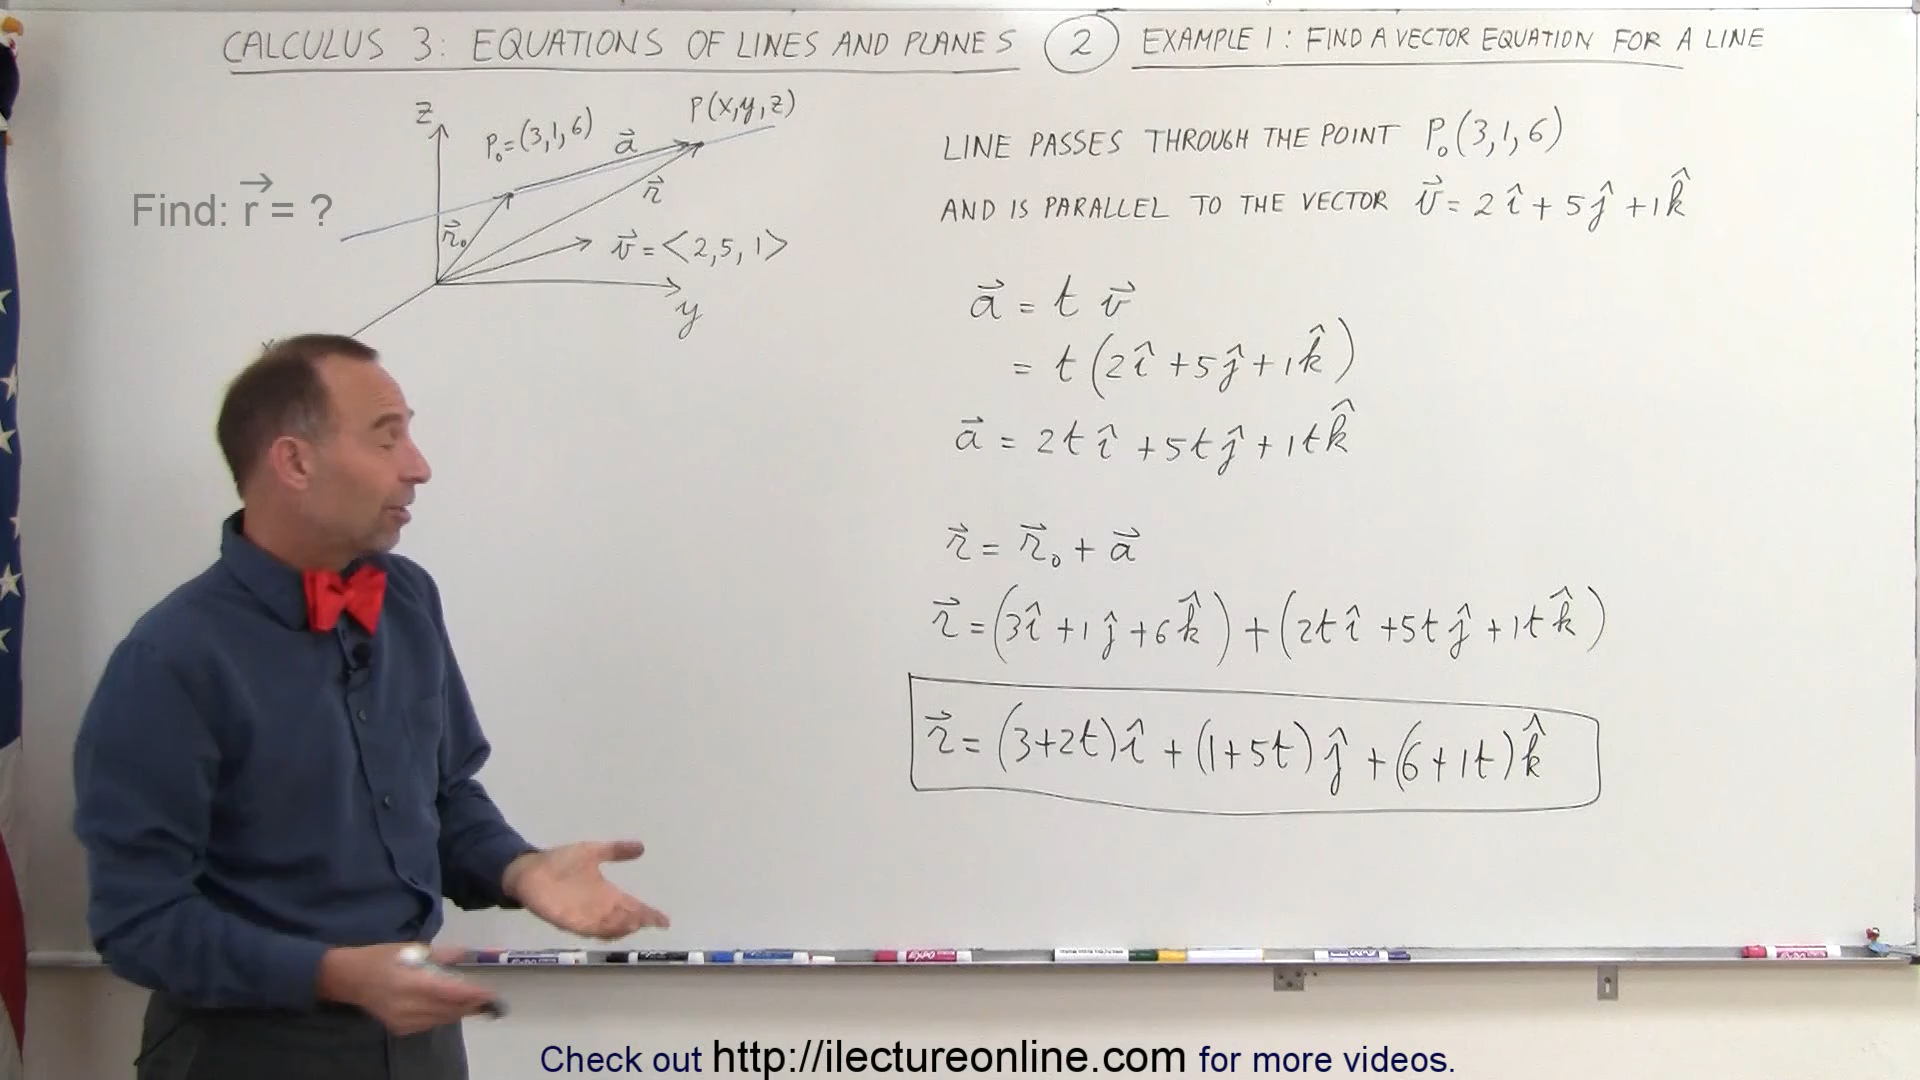 CALCULUS 3: EQUATIONS OF LINES AND PLANES ② EXAMPLE 1: FIND A VECTOR EQUATION FOR A LINE
Find: r⃗ = ?
z
P₀=(3,1,6)
a⃗
P(x,y,z)
r⃗
r⃗₀
v⃗ = <2,5,1>
y
x
LINE PASSES THROUGH THE POINT P₀(3,1,6)
AND IS PARALLEL TO THE VECTOR v⃗ = 2î + 5ĵ + 1k̂
a⃗ = t v⃗
= t(2î + 5ĵ + 1k̂)
a⃗ = 2tî + 5tĵ + 1tk̂
r⃗ = r⃗₀ + a⃗
r⃗ = (3î + 1ĵ + 6k̂) + (2tî + 5tĵ + 1tk̂)
r⃗ = (3+2t)î + (1+5t)ĵ + (6+1t)k̂
EXPO
Check out http://ilectureonline.com for more videos.